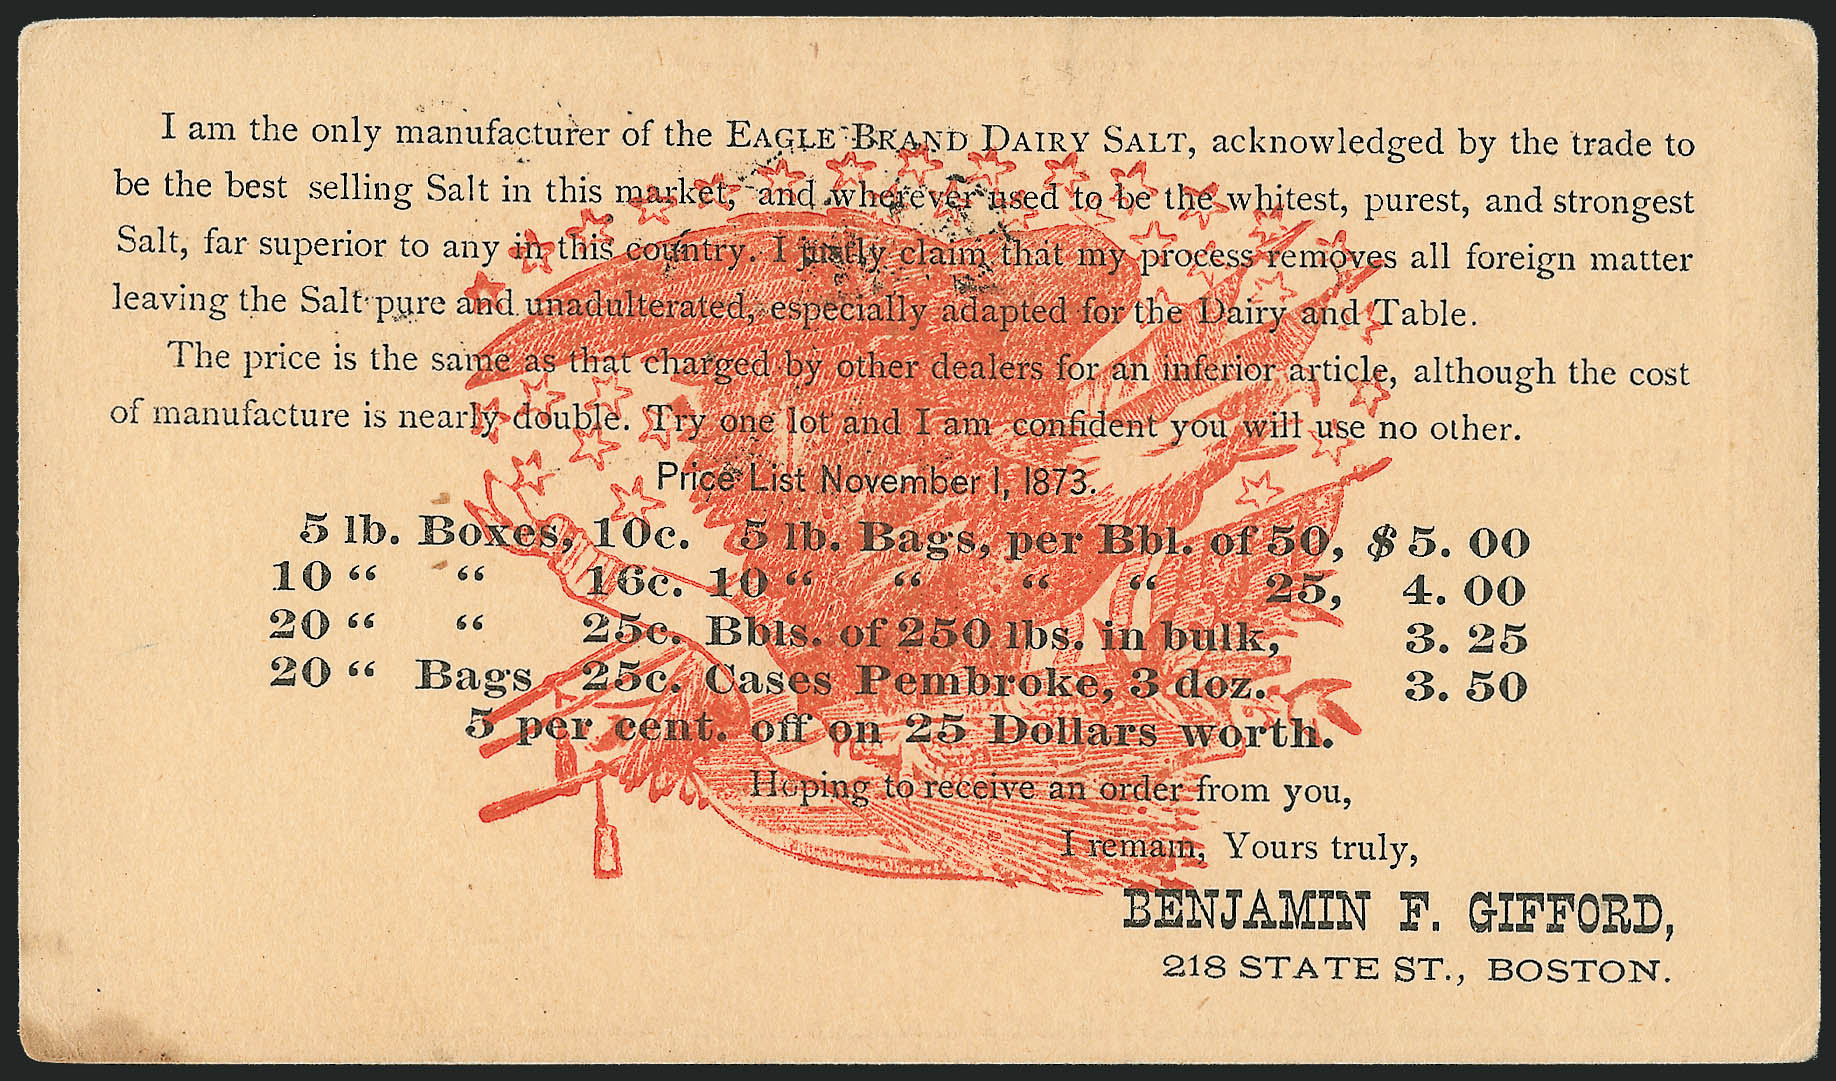 I am the only manufacturer of the EAGLE BRAND DAIRY SALT, acknowledged by the trade to
be the best selling Salt in this market, and wherever used to be the whitest, purest, and strongest
Salt, far superior to any in this country. I justly claim that my process removes all foreign matter
leaving the Salt pure and unadulterated, especially adapted for the Dairy and Table.
The price is the same as that charged by other dealers for an inferior article, although the cost
of manufacture is nearly double. Try one lot and I am confident you will use no other.
Price List November 1, 1873.
5 lb. Boxes, 10c. 5 lb. Bags, per Bbl. of 50, $5.00
10 “ “ 16c. 10 “ “ “ “ 25, 4.00
20 “ “ 25c. Bbls. of 250 lbs. in bulk, 3.25
20 “ Bags 25c. Cases Pembroke, 3 doz. 3.50
5 per cent. off on 25 Dollars worth.
Hoping to receive an order from you,
I remain, Yours truly,
BENJAMIN F. GIFFORD,
218 STATE ST., BOSTON.